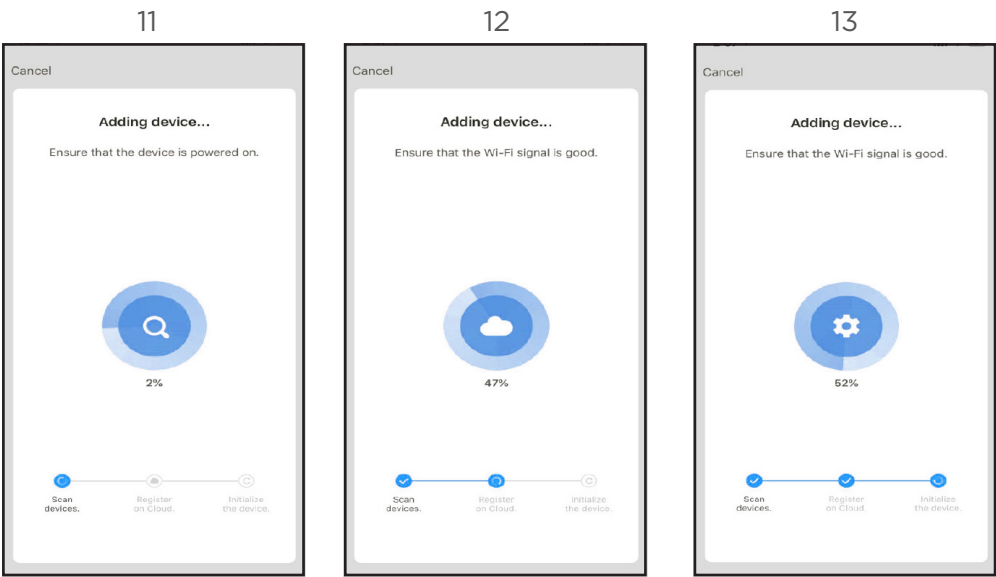 11
Cancel
Adding device...
Ensure that the device is powered on.
2%
Scan
devices.
Register
on Cloud.
Initialize
the device.
12
Cancel
Adding device...
Ensure that the Wi-Fi signal is good.
47%
Scan
devices.
Register
on Cloud.
Initialize
the device.
13
Cancel
Adding device...
Ensure that the Wi-Fi signal is good.
52%
Scan
devices.
Register
on Cloud.
Initialize
the device.